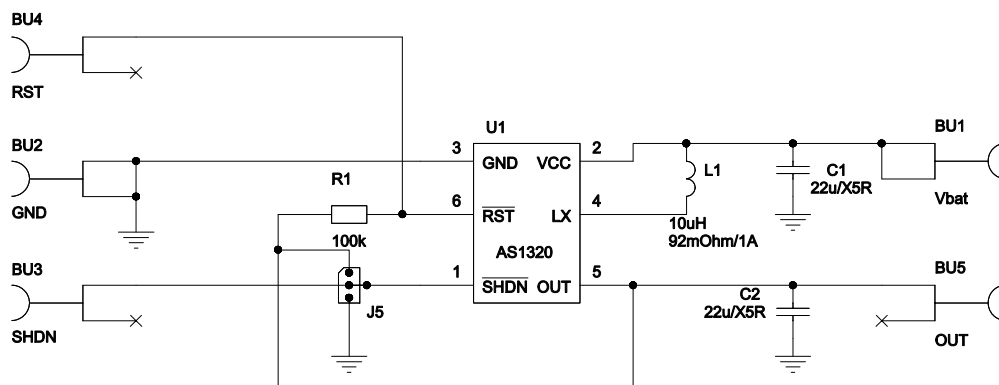 BU4
RST
BU2
GND
BU3
SHDN
R1
100k
J5
U1
3 GND VCC 2
6 RST LX 4
AS1320
1 SHDN OUT 5
L1
10uH
92mOhm/1A
C1
22u/X5R
C2
22u/X5R
BU1
Vbat
BU5
OUT